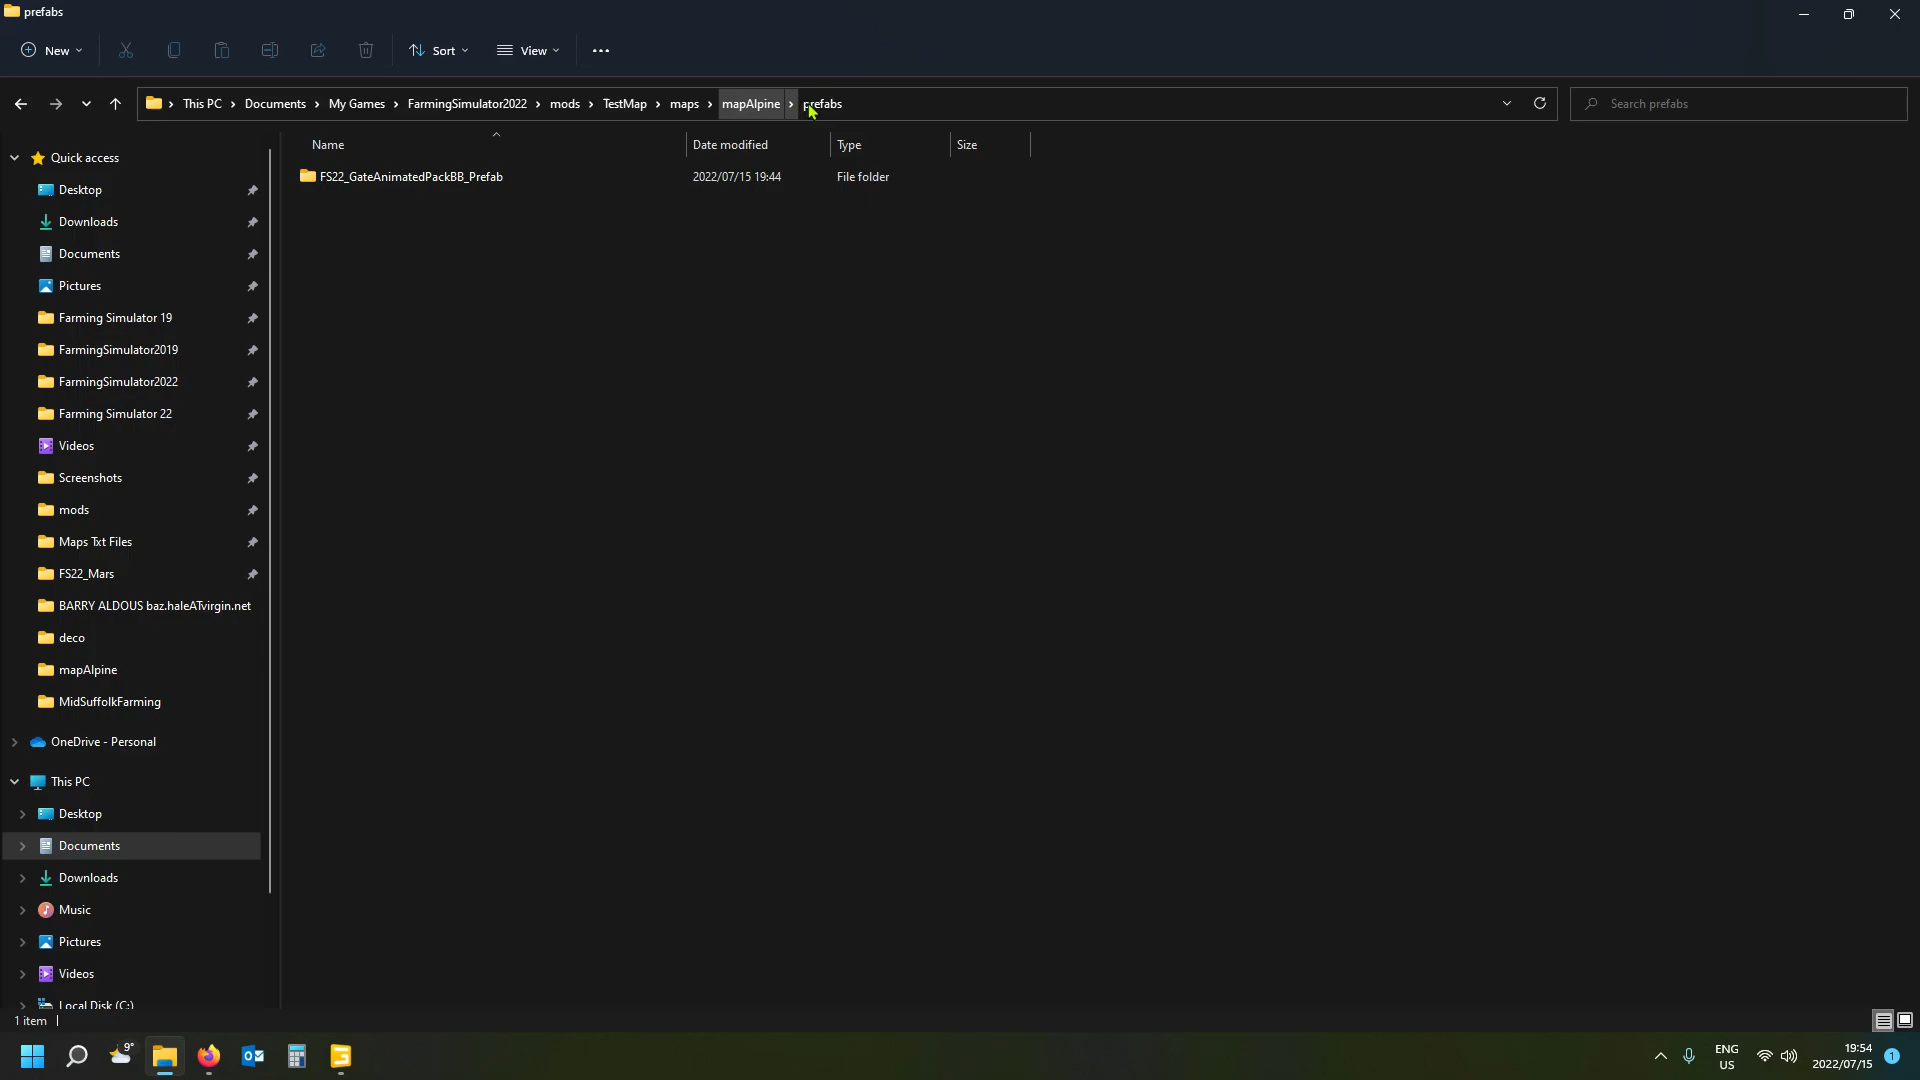 prefabs
New
Sort
View
This PC
Documents
My Games
FarmingSimulator2022
mods
TestMap
maps
mapAlpine
prefabs
Search prefabs
Name
Date modified
Type
Size
FS22_GateAnimatedPackBB_Prefab
2022/07/15 19:44
File folder
Quick access
Desktop
Downloads
Documents
Pictures
Farming Simulator 19
FarmingSimulator2019
FarmingSimulator2022
Farming Simulator 22
Videos
Screenshots
mods
Maps Txt Files
FS22_Mars
BARRY ALDOUS baz.haleATvirgin.net
deco
mapAlpine
MidSuffolkFarming
OneDrive - Personal
This PC
Desktop
Documents
Downloads
Music
Pictures
Videos
Local Disk (C:)
1 item
9°
ENG
US
19:54
2022/07/15
1